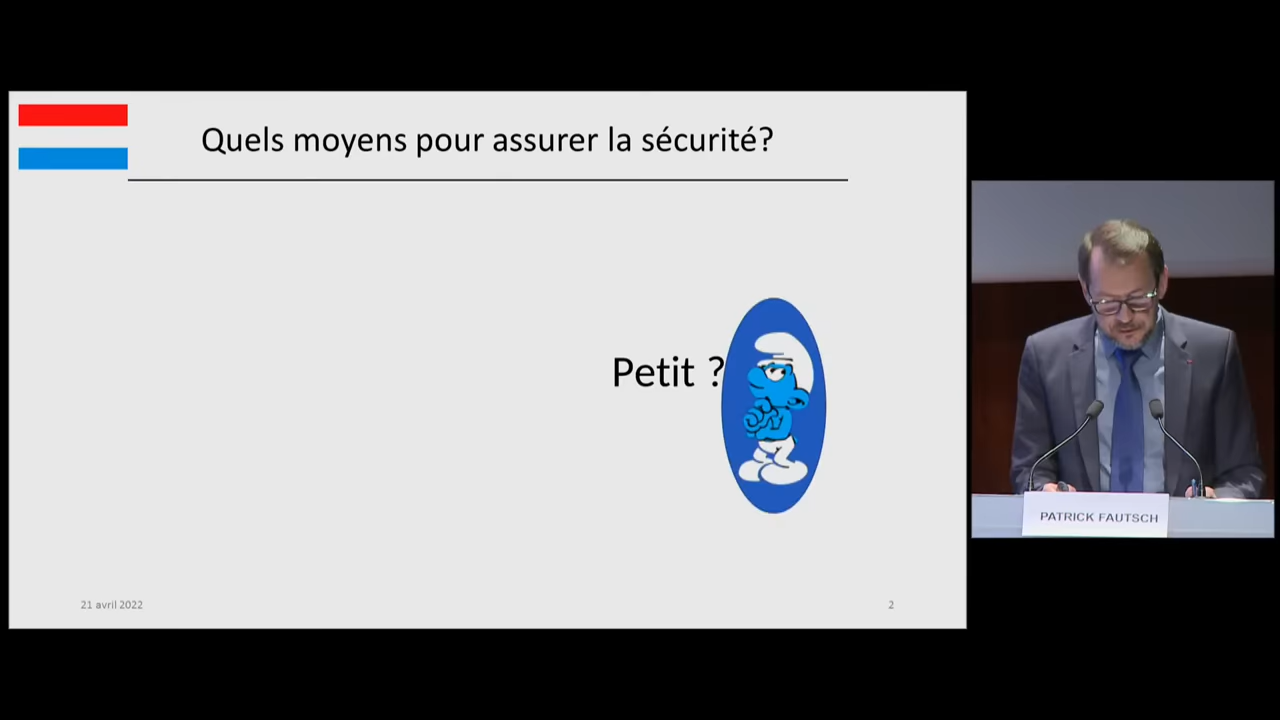 Quels moyens pour assurer la sécurité?
Petit ?
21 avril 2022
2
PATRICK FAUTSCH